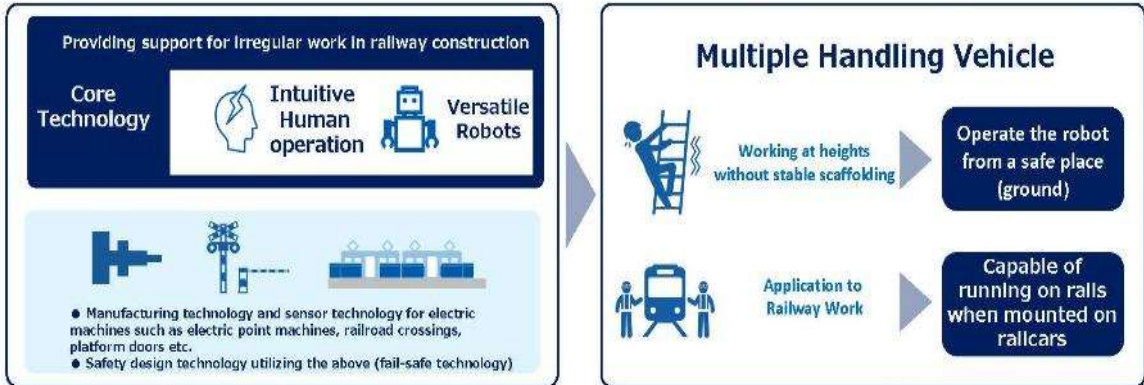 Providing support for irregular work in railway construction
Core
Technology
Intuitive
Human
operation
Versatile
Robots
● Manufacturing technology and sensor technology for electric
machines such as electric point machines, railroad crossings,
platform doors etc.
● Safety design technology utilizing the above (fail-safe technology)
Multiple Handling Vehicle
Working at heights
without stable scaffolding
Operate the robot
from a safe place
(ground)
Application to
Railway Work
Capable of
running on rails
when mounted on
railcars